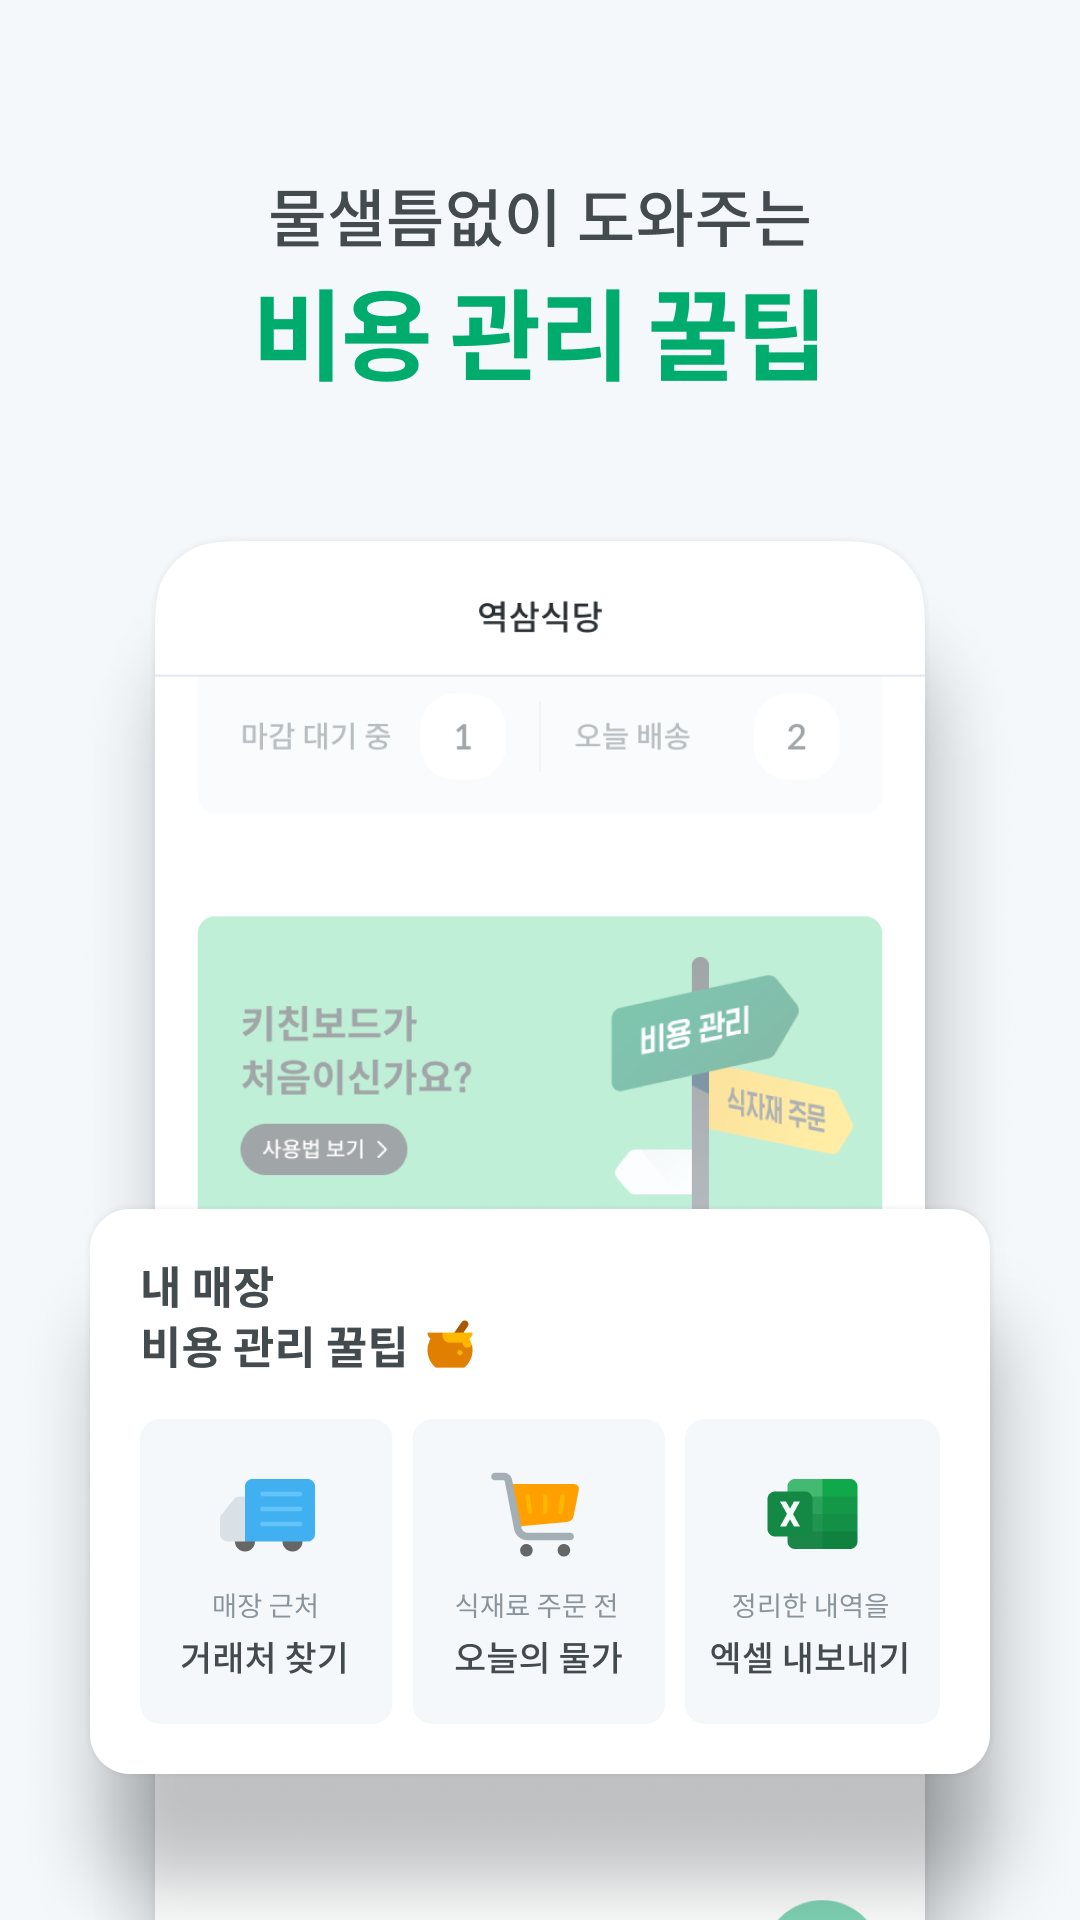 물샐틈없이 도와주는
비용 관리 꿀팁
역삼식당
마감 대기 중 1 오늘 배송 2
키친보드가
처음이신가요?
사용법 보기
비용 관리
식자재 주문
내 매장
비용 관리 꿀팁
매장 근처
거래처 찾기
식재료 주문 전
오늘의 물가
X
정리한 내역을
엑셀 내보내기